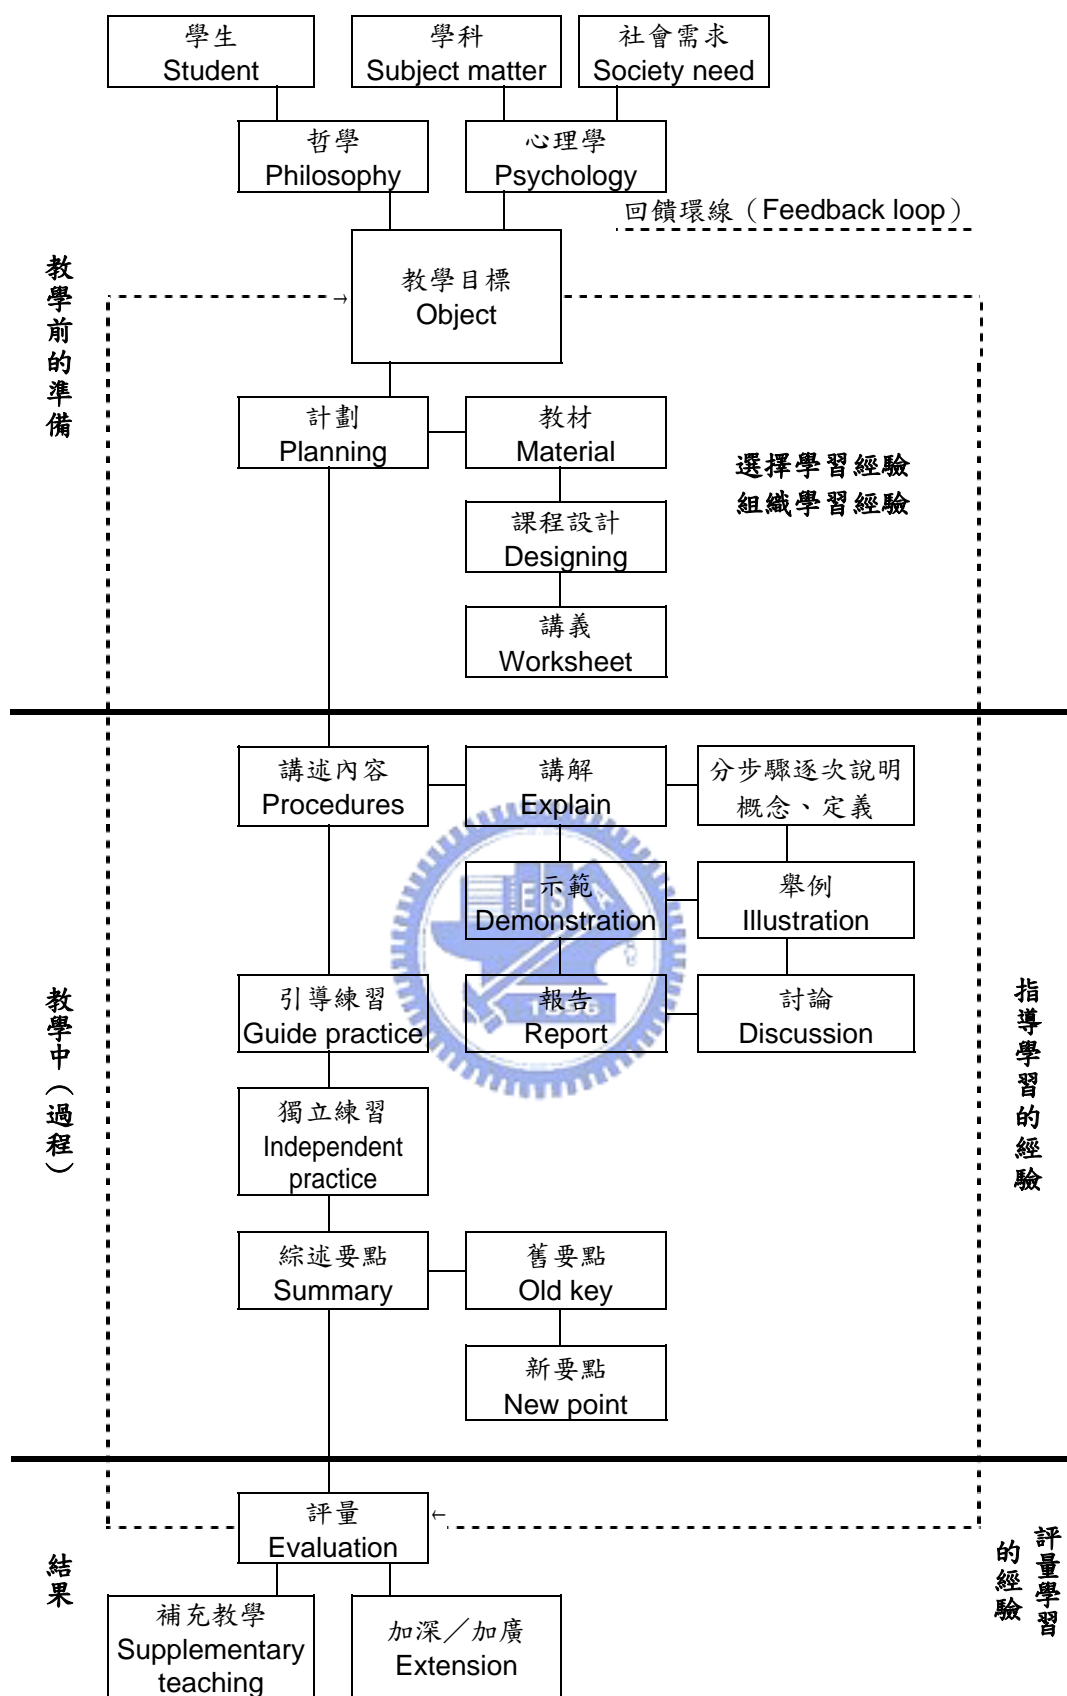 學生
Student
學科
Subject matter
社會需求
Society need
哲學
Philosophy
心理學
Psychology
回饋環線（Feedback loop）
教學前的準備
教學目標
Object
計劃
Planning
教材
Material
選擇學習經驗
組織學習經驗
課程設計
Designing
講義
Worksheet
講述內容
Procedures
講解
Explain
分步驟逐次說明
概念、定義
示範
Demonstration
舉例
Illustration
教學中（過程）
引導練習
Guide practice
報告
Report
討論
Discussion
指導學習的經驗
獨立練習
Independent
practice
綜述要點
Summary
舊要點
Old key
新要點
New point
評量
Evaluation
結果
評量學習
的經驗
補充教學
Supplementary
teaching
加深／加廣
Extension
ES
1896